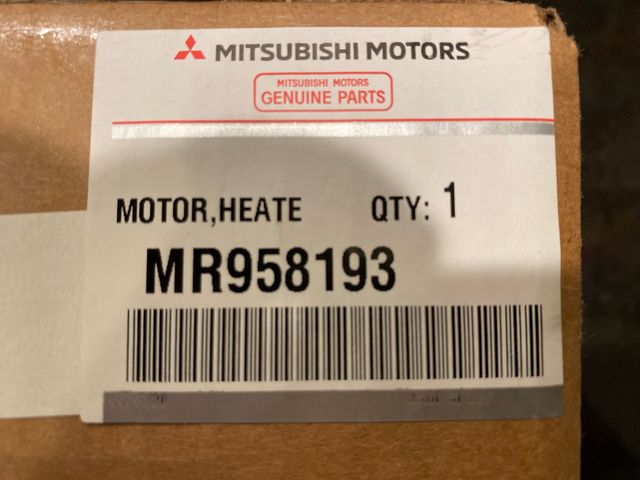 MITSUBISHI MOTORS
MITSUBISHI MOTORS
GENUINE PARTS
MOTOR,HEATE QTY: 1
MR958193